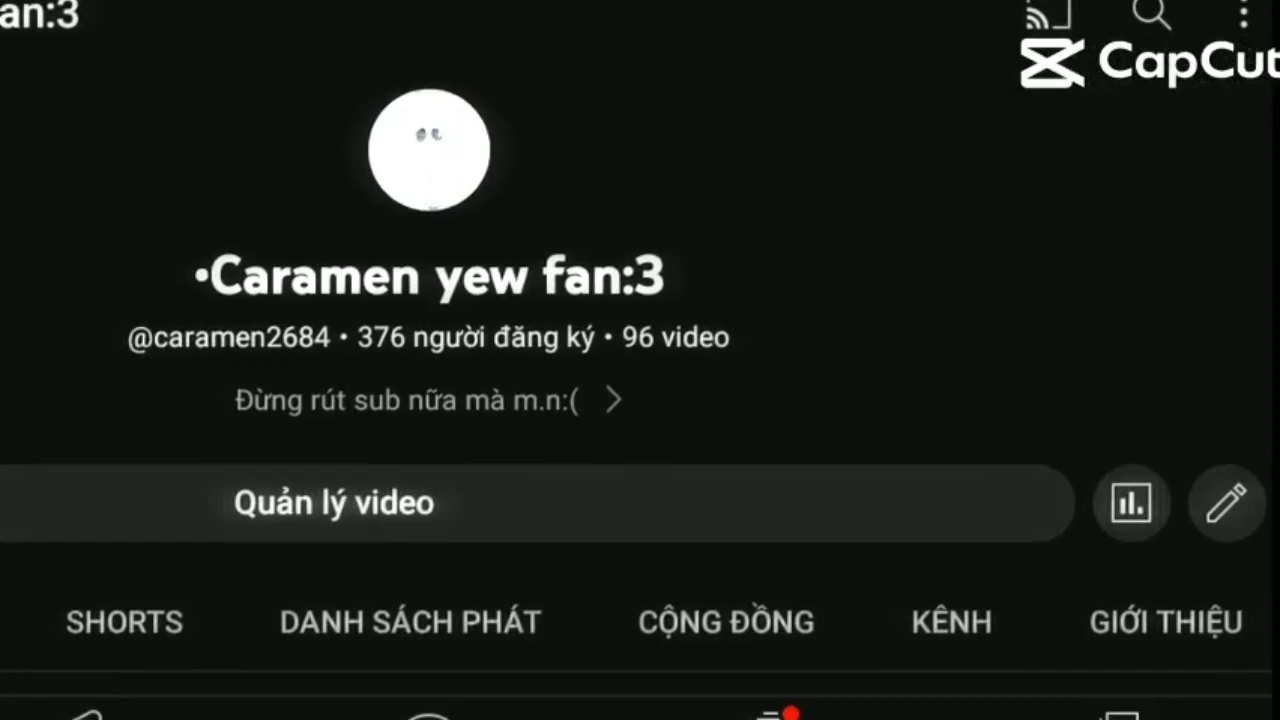 an:3
CapCut
•Caramen yew fan:3
@caramen2684 • 376 người đăng ký • 96 video
Đừng rút sub nữa mà m.n:(
Quản lý video
SHORTS DANH SÁCH PHÁT CỘNG ĐỒNG KÊNH GIỚI THIỆU